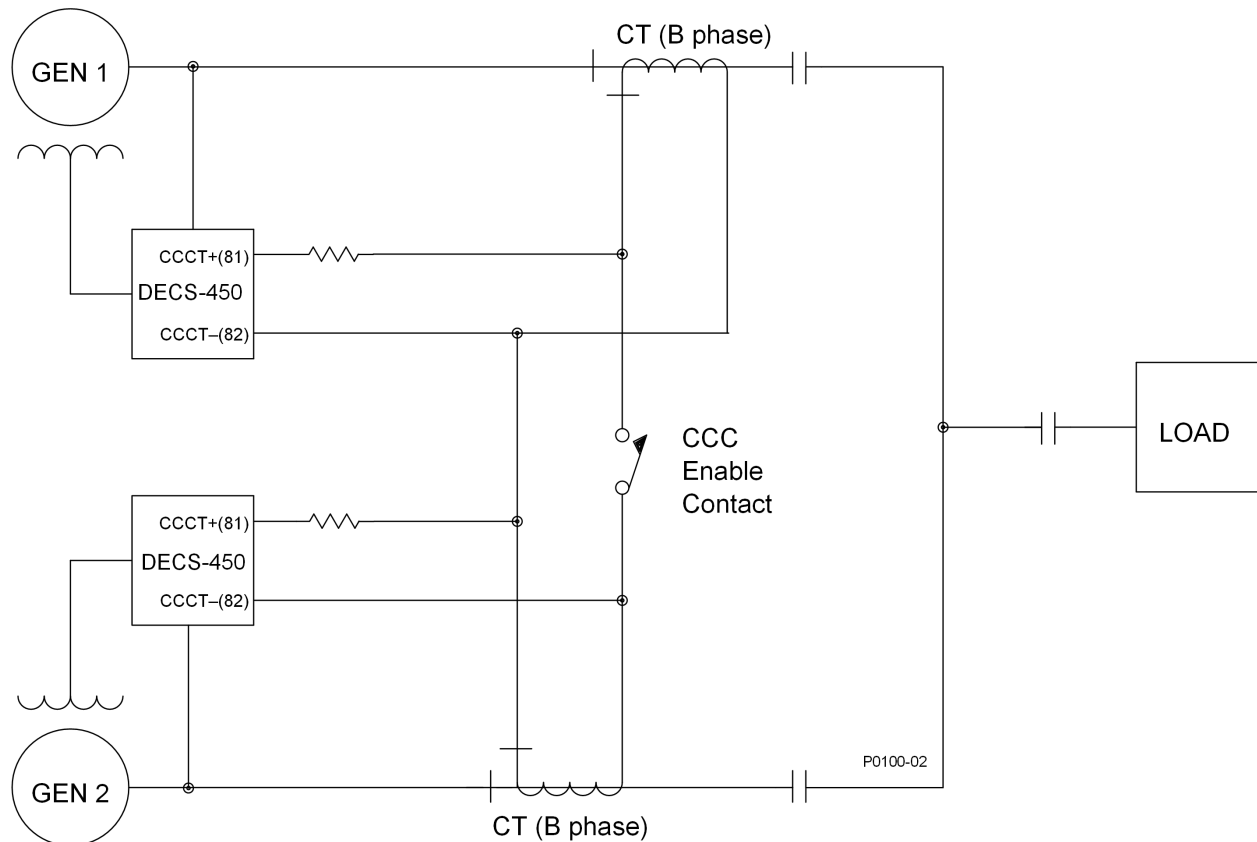 CT (B phase)
GEN 1
CCCT+(81)
DECS-450
CCCT–(82)
CCC
Enable
Contact
LOAD
CCCT+(81)
DECS-450
CCCT–(82)
P0100-02
GEN 2
CT (B phase)